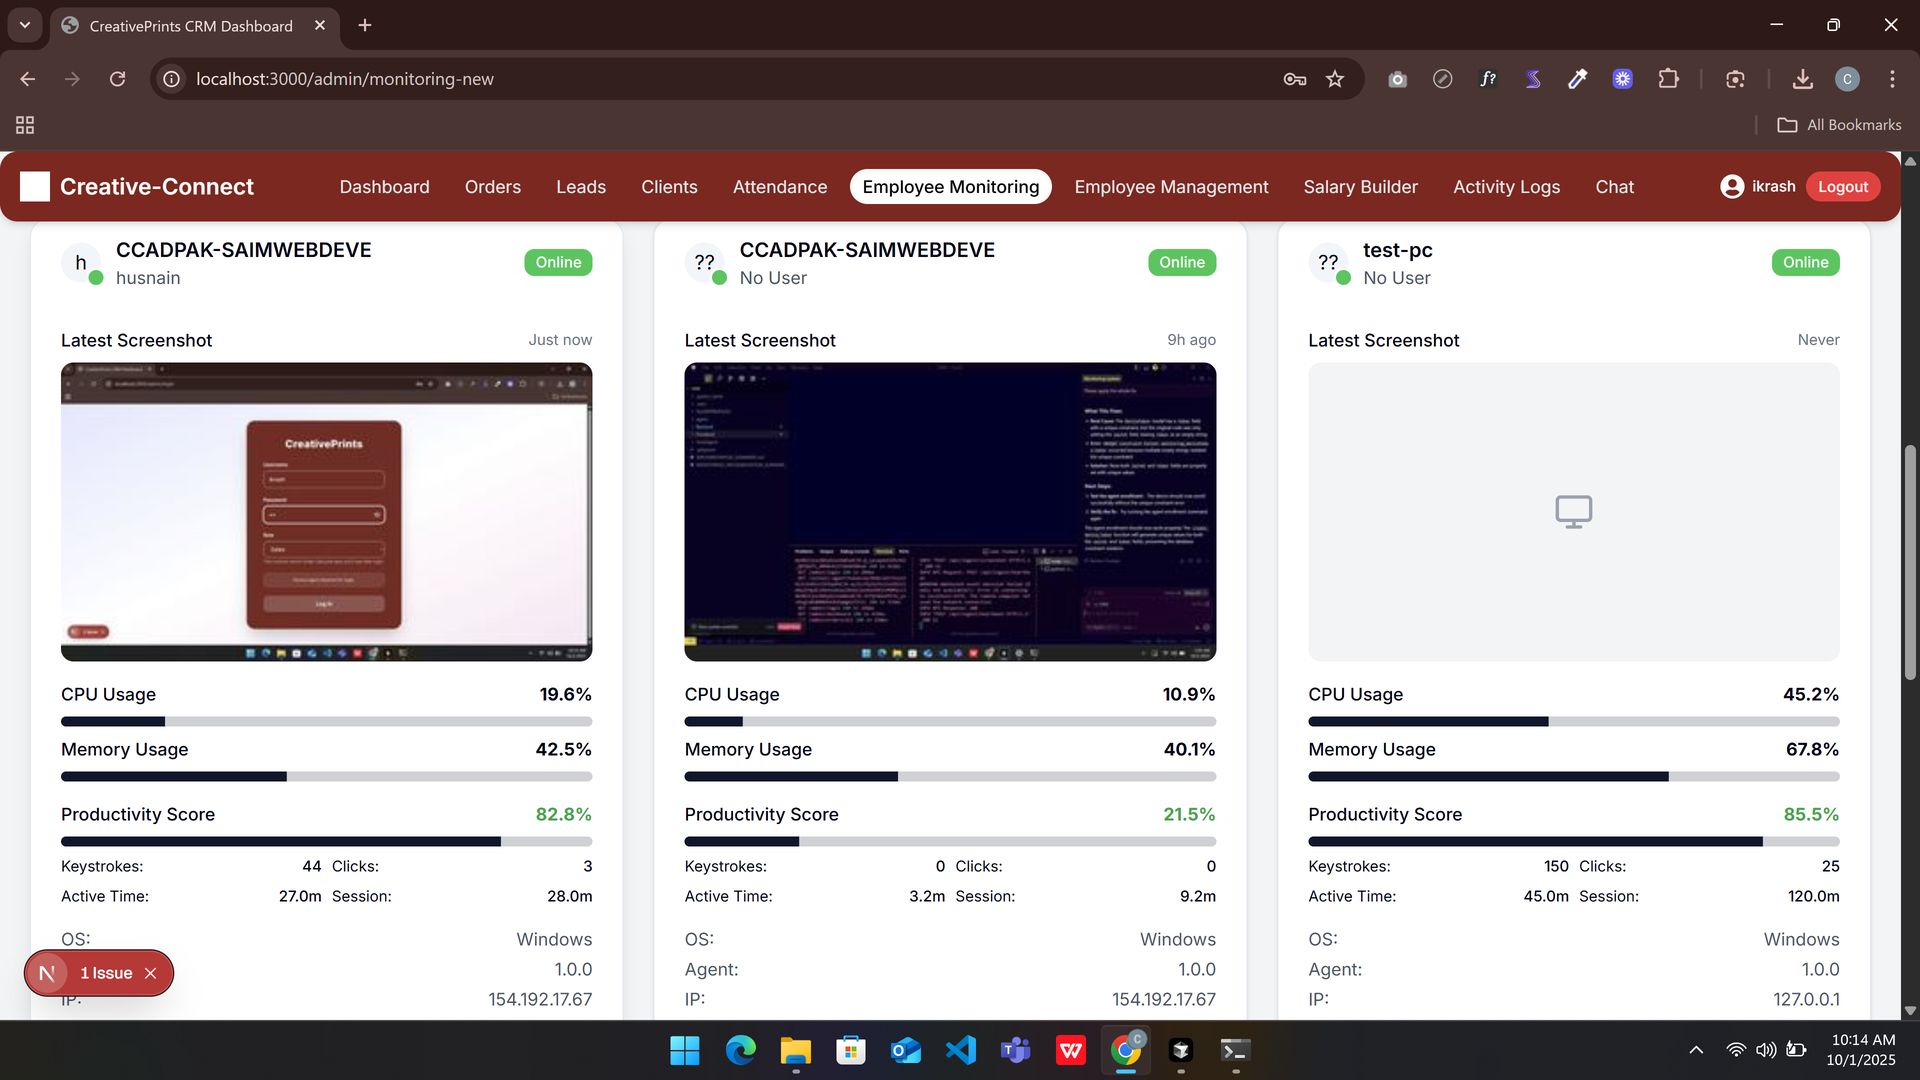 CreativePrints CRM Dashboard
localhost:3000/admin/monitoring-new
f?
C
All Bookmarks
Creative-Connect
Dashboard
Orders
Leads
Clients
Attendance
Employee Monitoring
Employee Management
Salary Builder
Activity Logs
Chat
ikrash
Logout
h
CCADPAK-SAIMWEBDEVE
husnain
Online
Latest Screenshot
Just now
CreativePrints
Log In
CPU Usage
19.6%
Memory Usage
42.5%
Productivity Score
82.8%
Keystrokes: 44 Clicks: 3
Active Time: 27.0m Session: 28.0m
OS: Windows
1.0.0
IP: 154.192.17.67
??
CCADPAK-SAIMWEBDEVE
No User
Online
Latest Screenshot
9h ago
CPU Usage
10.9%
Memory Usage
40.1%
Productivity Score
21.5%
Keystrokes: 0 Clicks: 0
Active Time: 3.2m Session: 9.2m
OS: Windows
Agent: 1.0.0
IP: 154.192.17.67
??
test-pc
No User
Online
Latest Screenshot
Never
CPU Usage
45.2%
Memory Usage
67.8%
Productivity Score
85.5%
Keystrokes: 150 Clicks: 25
Active Time: 45.0m Session: 120.0m
OS: Windows
Agent: 1.0.0
IP: 127.0.0.1
N
1 Issue
C
10:14 AM
10/1/2025